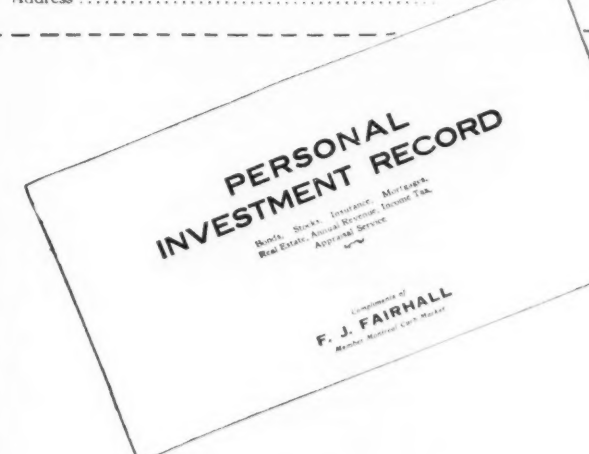 Address ........................................
PERSONAL
INVESTMENT RECORD
Bonds, Stocks, Insurance, Mortgages,
Real Estate, Annual Revenue, Income Tax,
Appraisal Service
Compliments of
F. J. FAIRHALL
Member Montreal Curb Market